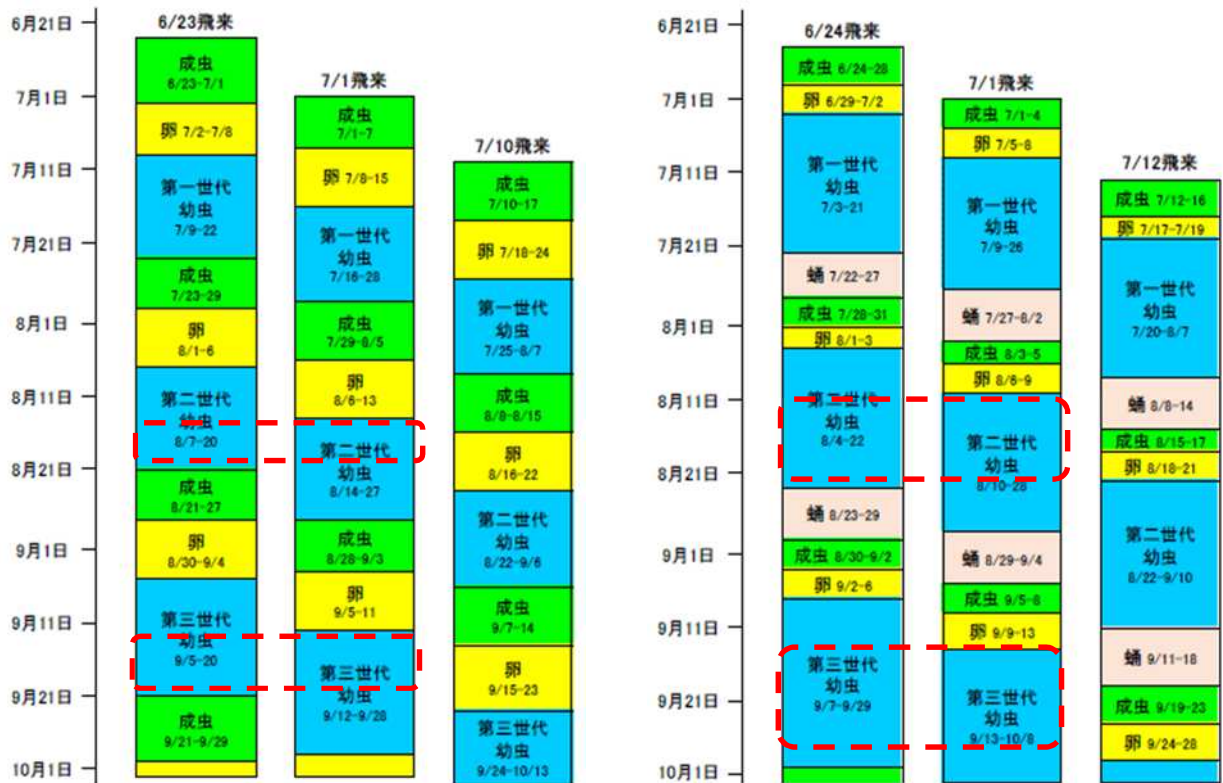 6月21日
7月1日
7月11日
7月21日
8月1日
8月11日
8月21日
9月1日
9月11日
9月21日
10月1日
6/23飛来
成虫
6/23-7/1
卵 7/2-7/8
第一世代
幼虫
7/9-22
成虫
7/23-29
卵
8/1-6
第二世代
幼虫
8/7-20
成虫
8/21-27
卵
8/30-9/4
第三世代
幼虫
9/5-20
成虫
9/21-9/29
7/1飛来
成虫
7/1-7
卵 7/8-15
第一世代
幼虫
7/16-28
成虫
7/29-8/5
卵
8/6-13
第二世代
幼虫
8/14-27
成虫
8/28-9/3
卵
9/5-11
第三世代
幼虫
9/12-9/28
7/10飛来
成虫
7/10-17
卵 7/18-24
第一世代
幼虫
7/25-8/7
成虫
8/8-8/15
卵
8/16-22
第二世代
幼虫
8/22-9/6
成虫
9/7-14
卵
9/15-23
第三世代
幼虫
9/24-10/13
6月21日
7月1日
7月11日
7月21日
8月1日
8月11日
8月21日
9月1日
9月11日
9月21日
10月1日
6/24飛来
成虫 6/24-28
卵 6/29-7/2
第一世代
幼虫
7/3-21
蛹 7/22-27
成虫 7/28-31
卵 8/1-3
第二世代
幼虫
8/4-22
蛹 8/23-29
成虫 8/30-9/2
卵 9/2-6
第三世代
幼虫
9/7-9/29
7/1飛来
成虫 7/1-4
卵 7/5-8
第一世代
幼虫
7/9-26
蛹 7/27-8/2
成虫 8/3-5
卵 8/6-9
第二世代
幼虫
8/10-28
蛹 8/29-9/4
成虫 9/5-8
卵 9/9-13
第三世代
幼虫
9/13-10/8
7/12飛来
成虫 7/12-16
卵 7/17-7/19
第一世代
幼虫
7/20-8/7
蛹 8/8-14
成虫 8/15-17
卵 8/18-21
第二世代
幼虫
8/22-9/10
蛹 9/11-18
成虫 9/19-23
卵 9/24-28